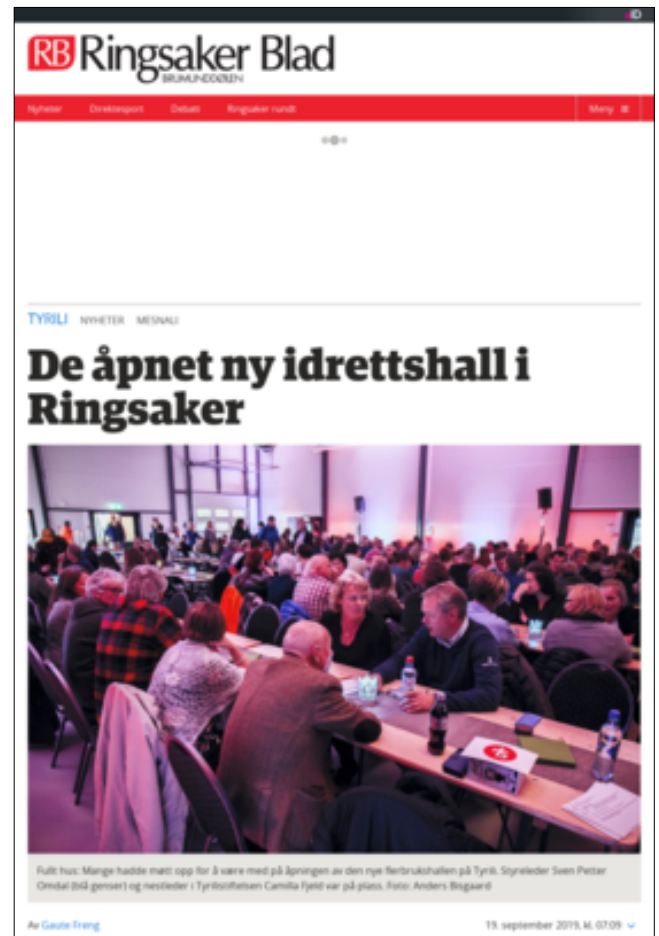 RB Ringsaker Blad
BRUMUNDDØLEN
Nyheter Direktesport Debatt Ringsaker rundt Meny
TYRILI NYHETER MESNALI
De åpnet ny idrettshall i
Ringsaker
Fullt hus: Mange hadde møtt opp for å være med på åpningen av den nye flerbrukshallen på Tyrili. Styreleder Sven Petter
Omdal (blå genser) og nestleder i Tyrilistiftelsen Camilla Fjeld var på plass. Foto: Anders Bisgaard
Av Gaute Freng 19. september 2019, kl. 07:09